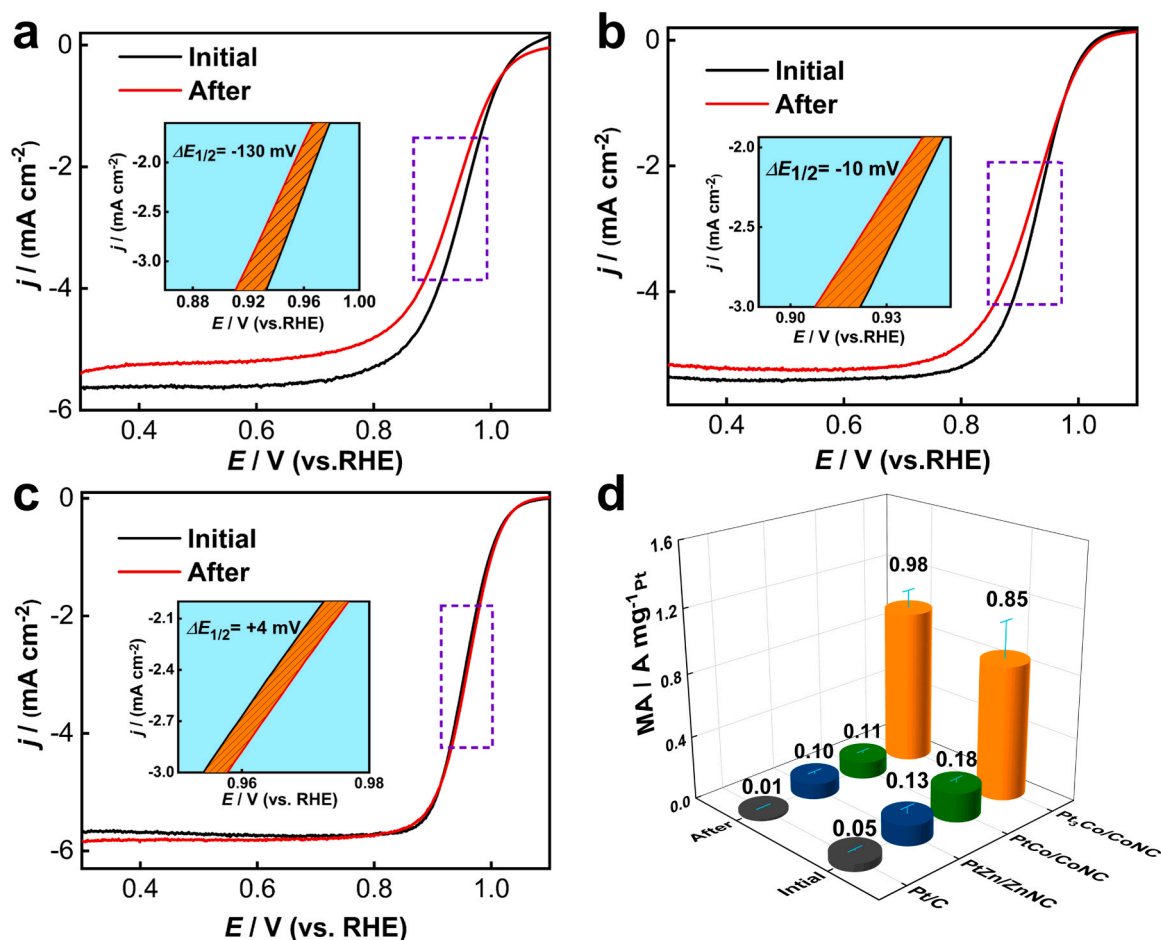 a
0
-2
-4
-6
j / (mA cm-2)
0.4
0.6
0.8
1.0
E / V (vs.RHE)
Initial
After
ΔE1/2= -130 mV
-2.0
-2.5
-3.0
j / (mA cm-2)
0.88
0.92
0.96
1.00
E / V (vs.RHE)
b
0
-2
-4
j / (mA cm-2)
0.4
0.6
0.8
1.0
E / V (vs.RHE)
Initial
After
ΔE1/2= -10 mV
-2.0
-2.5
-3.0
j / (mA cm-2)
0.90
0.93
E / V (vs.RHE)
c
0
-2
-4
-6
j / (mA cm-2)
0.4
0.6
0.8
1.0
E / V (vs. RHE)
Initial
After
ΔE1/2= +4 mV
-2.1
-2.4
-2.7
-3.0
j / (mA cm-2)
0.96
0.98
E / V (vs. RHE)
d
1.6
1.2
0.8
0.4
0.0
MA | A mg-1 Pt
0.98
0.85
0.11
0.10
0.18
0.01
0.13
0.05
After
Intial
Pt/C
PtZn/ZnNC
PtCo/CoNC
Pt3Co/CoNC